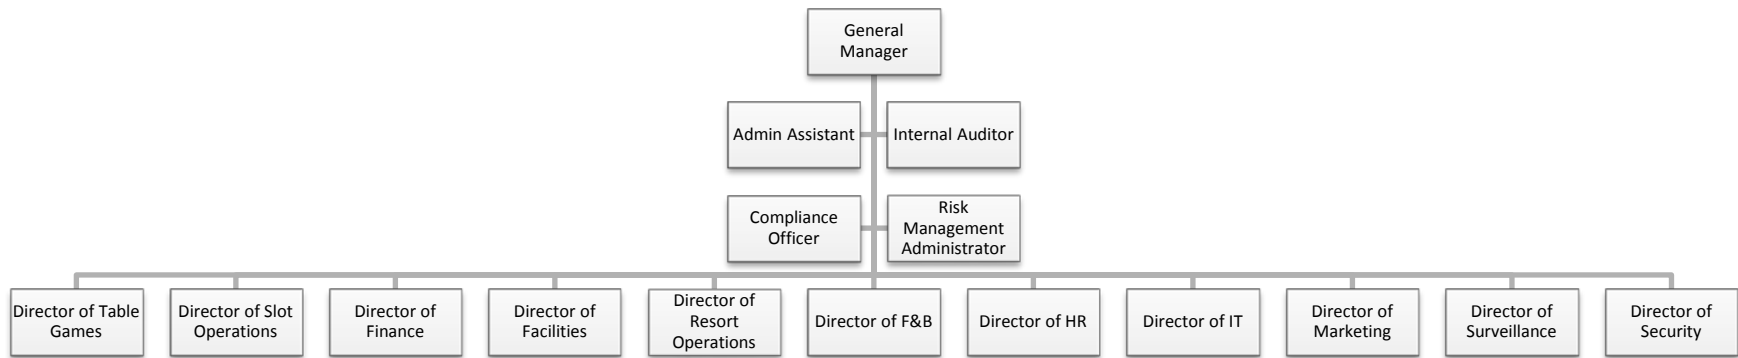 General
Manager
Admin Assistant
Internal Auditor
Compliance
Officer
Risk
Management
Administrator
Director of Table
Games
Director of Slot
Operations
Director of
Finance
Director of
Facilities
Director of
Resort
Operations
Director of F&B
Director of HR
Director of IT
Director of
Marketing
Director of
Surveillance
Director of
Security